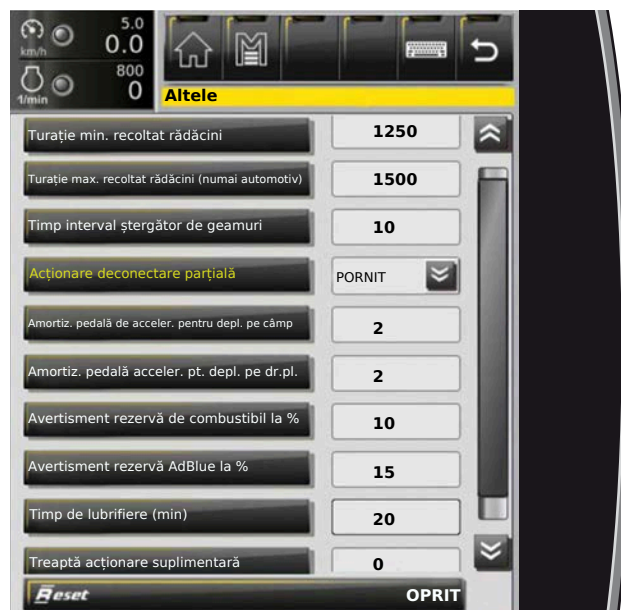 5.0
km/h 0.0
800
1/min 0
Altele
Turație min. recoltat rădăcini 1250
Turație max. recoltat rădăcini (numai automotiv) 1500
Timp interval ștergător de geamuri 10
Acționare deconectare parțială PORNIT
Amortiz. pedală de acceler. pentru depl. pe câmp 2
Amortiz. pedală acceler. pt. depl. pe dr.pl. 2
Avertisment rezervă de combustibil la % 10
Avertisment rezervă AdBlue la % 15
Timp de lubrifiere (min) 20
Treaptă acționare suplimentară 0
Reset OPRIT